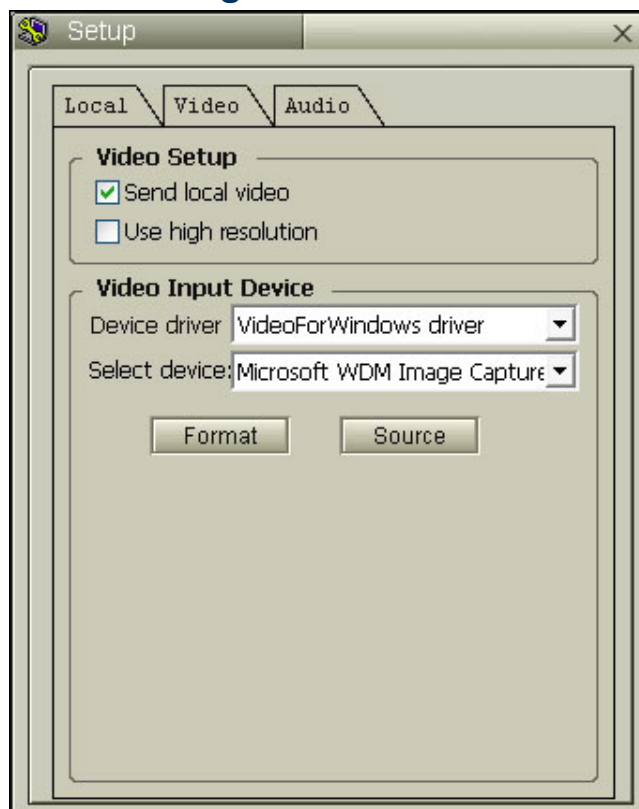 Setup
Local Video Audio
Video Setup
Send local video
Use high resolution
Video Input Device
Device driver VideoForWindows driver
Select device: Microsoft WDM Image Capture
Format Source